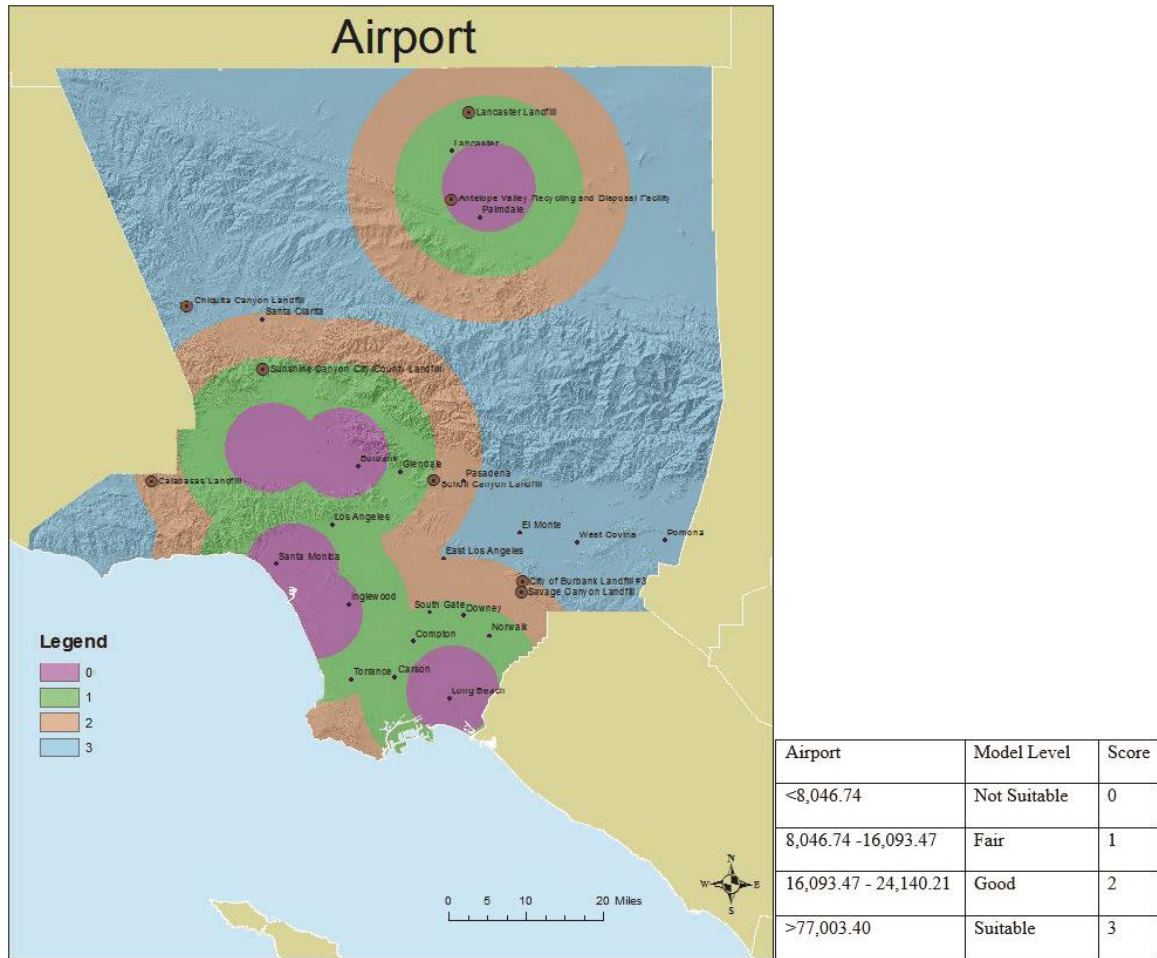 Airport
Lancaster Landfill
Lancaster
Antelope Valley Recycling and Disposal Facility
Palmdale
Chiquita Canyon Landfill
Santa Clarita
Sunshine Canyon City/County Landfill
Burbank
Glendale
Pasadena
Scholl Canyon Landfill
Calabasas Landfill
Los Angeles
El Monte
West Covina
Pomona
East Los Angeles
Santa Monica
City of Burbank Landfill #3
Savage Canyon Landfill
Inglewood
South Gate
Downey
Norwalk
Compton
Torrance
Carson
Long Beach
Legend
0
1
2
3
N
W E
S
0 5 10 20 Miles
Airport Model Level Score
<8,046.74 Not Suitable 0
8,046.74 -16,093.47 Fair 1
16,093.47 - 24,140.21 Good 2
>77,003.40 Suitable 3